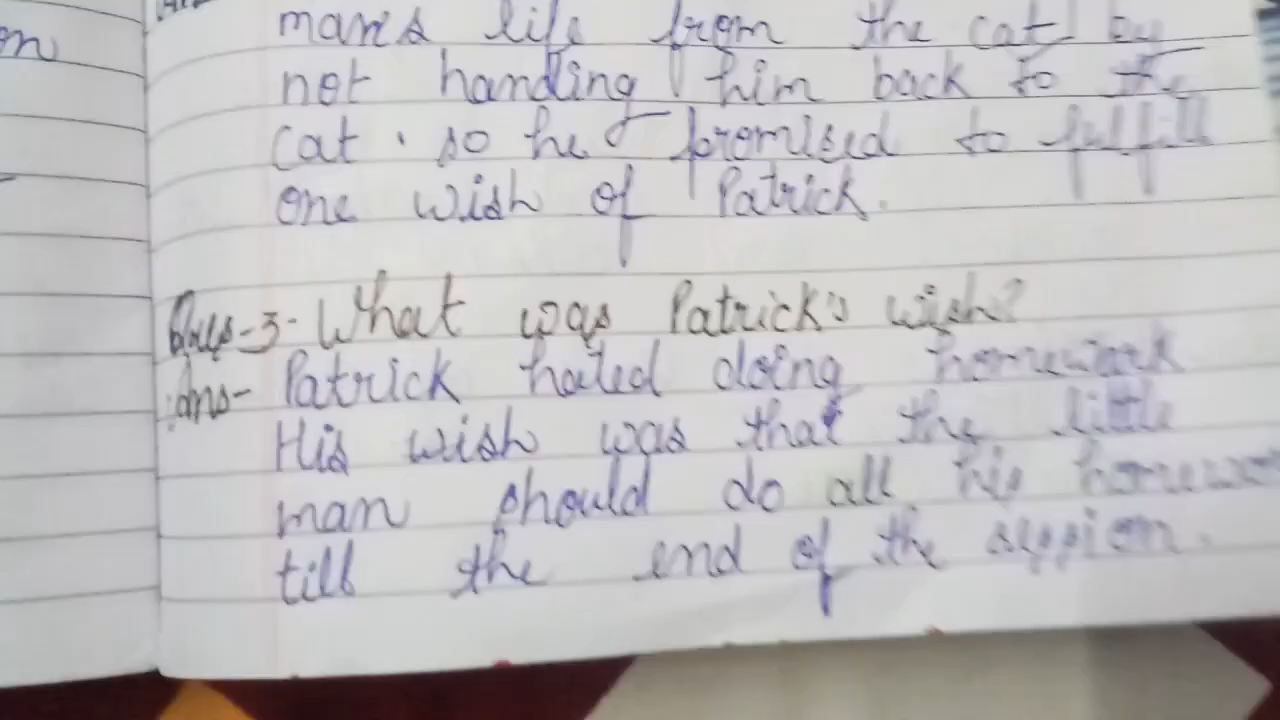 man's life from the cat by
not handing him back to the
cat. so he promised to fulfill
one wish of Patrick.
Ques-3- What was Patrick's wish?
Ans- Patrick hated doing homework
His wish was that the little
man should do all his homewo
till the end of the session.